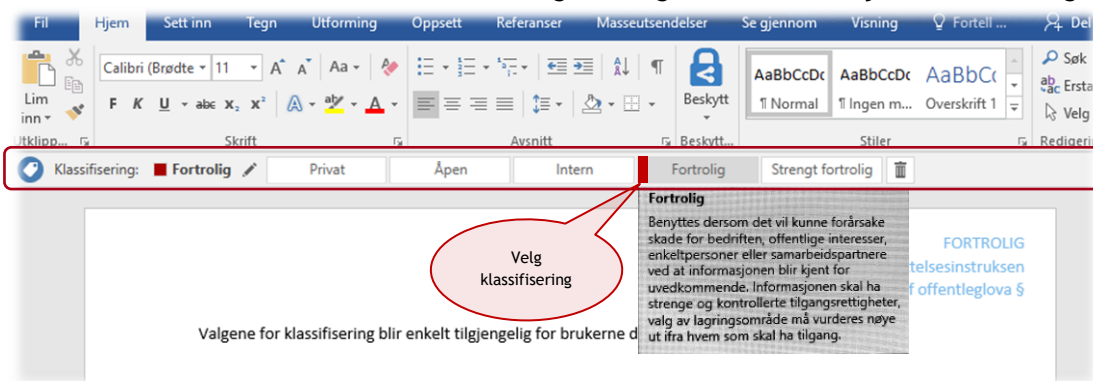 Fil Hjem Sett inn Tegn Utforming Oppsett Referanser Masseutsendelser Se gjennom Visning Fortell ... Del
Calibri (Brødte 11 A A Aa Søk
Lim inn F K U abc x₂ x² A A Beskytt AaBbCcDc AaBbCcDc AaBbCc Ersta
¶ Normal ¶ Ingen m... Overskrift 1 Velg
Utklipp... Skrift Avsnitt Beskytt... Stiler Redigerin
Klassifisering: Fortrolig Privat Åpen Intern Fortrolig Strengt fortrolig
Fortrolig
Benyttes dersom det vil kunne forårsake
skade for bedriften, offentlige interesser,
enkeltpersoner eller samarbeidspartnere
ved at informasjonen blir kjent for
uvedkommende. Informasjonen skal ha
strenge og kontrollerte tilgangsrettigheter,
valg av lagringsområde må vurderes nøye
ut ifra hvem som skal ha tilgang.
Velg
klassifisering
FORTROLIG
telsesinstruksen
f offentleglova §
Valgene for klassifisering blir enkelt tilgjengelig for brukerne d